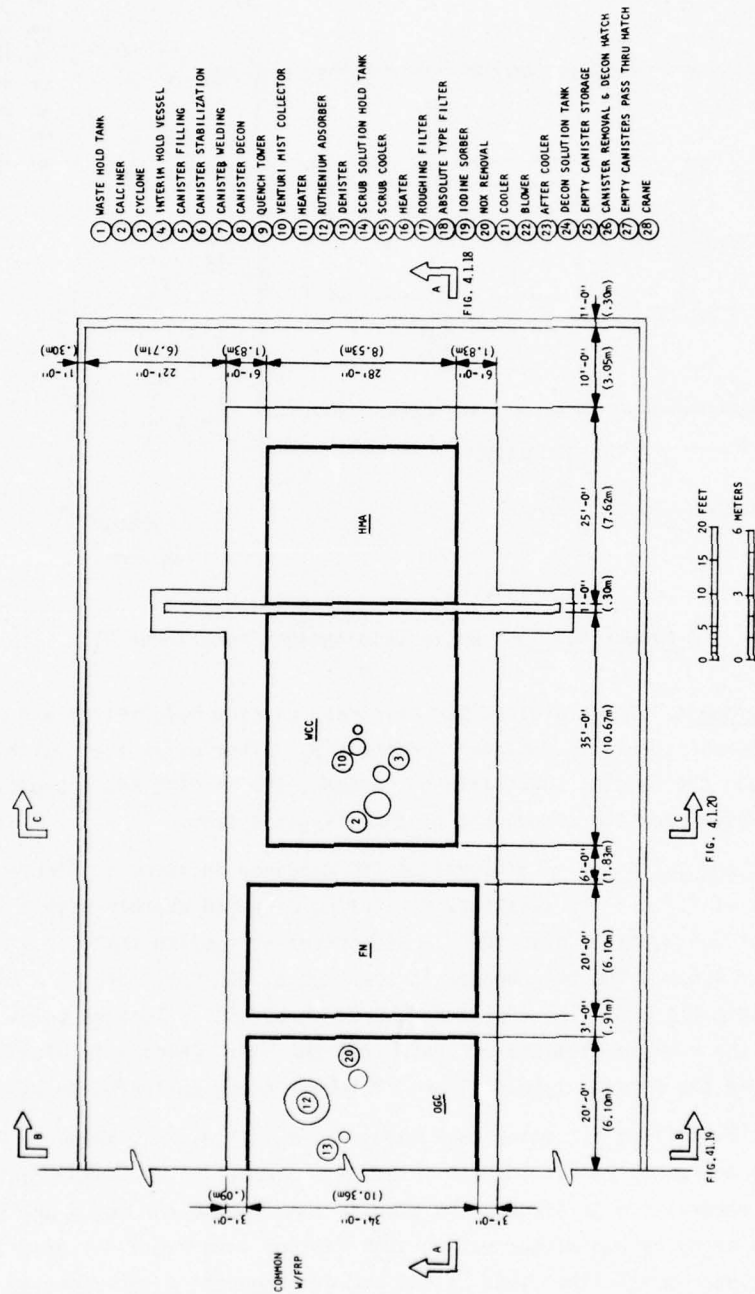 ① WASTE HOLD TANK
② CALCINER
③ CYCLONE
④ INTERIM HOLD VESSEL
⑤ CANISTER FILLING
⑥ CANISTER STABILIZATION
⑦ CANISTER WELDING
⑧ CANISTER DECON
⑨ QUENCH TOWER
⑩ VENTURI MIST COLLECTOR
⑪ HEATER
⑫ RUTHENIUM ADSORBER
⑬ DEMISTER
⑭ SCRUB SOLUTION HOLD TANK
⑮ SCRUB COOLER
⑯ HEATER
⑰ ROUGHING FILTER
⑱ ABSOLUTE TYPE FILTER
⑲ IODINE SORBER
⑳ NOX REMOVAL
㉑ COOLER
㉒ BLOWER
㉓ AFTER COOLER
㉔ DECON SOLUTION TANK
㉕ EMPTY CANISTER STORAGE
㉖ CANISTER REMOVAL & DECON HATCH
㉗ EMPTY CANISTERS PASS THRU HATCH
㉘ CRANE
A
FIG. 4.1.18
1'-0"
(.30m)
22'-0"
(6.71m)
6'-0"
(1.83m)
28'-0"
(8.53m)
6'-0"
(1.83m)
HMA
WCC
⑩
②
③
FN
OGC
⑫
⑬
⑳
C
C
FIG. 4.1.20
B
B
FIG.41.19
20'-0"
(6.10m)
3'-0"
(.91m)
20'-0"
(6.10m)
6'-0"
(1.83m)
35'-0"
(10.67m)
1'-0"
(.30m)
25'-0"
(7.62m)
10'-0"
(3.05m)
1'-0"
(.30m)
3'-0"
(.09m)
34'-0"
(10.36m)
3'-0"
COMMON
W/FRP
A
0 5 10 15 20 FEET
0 3 6 METERS